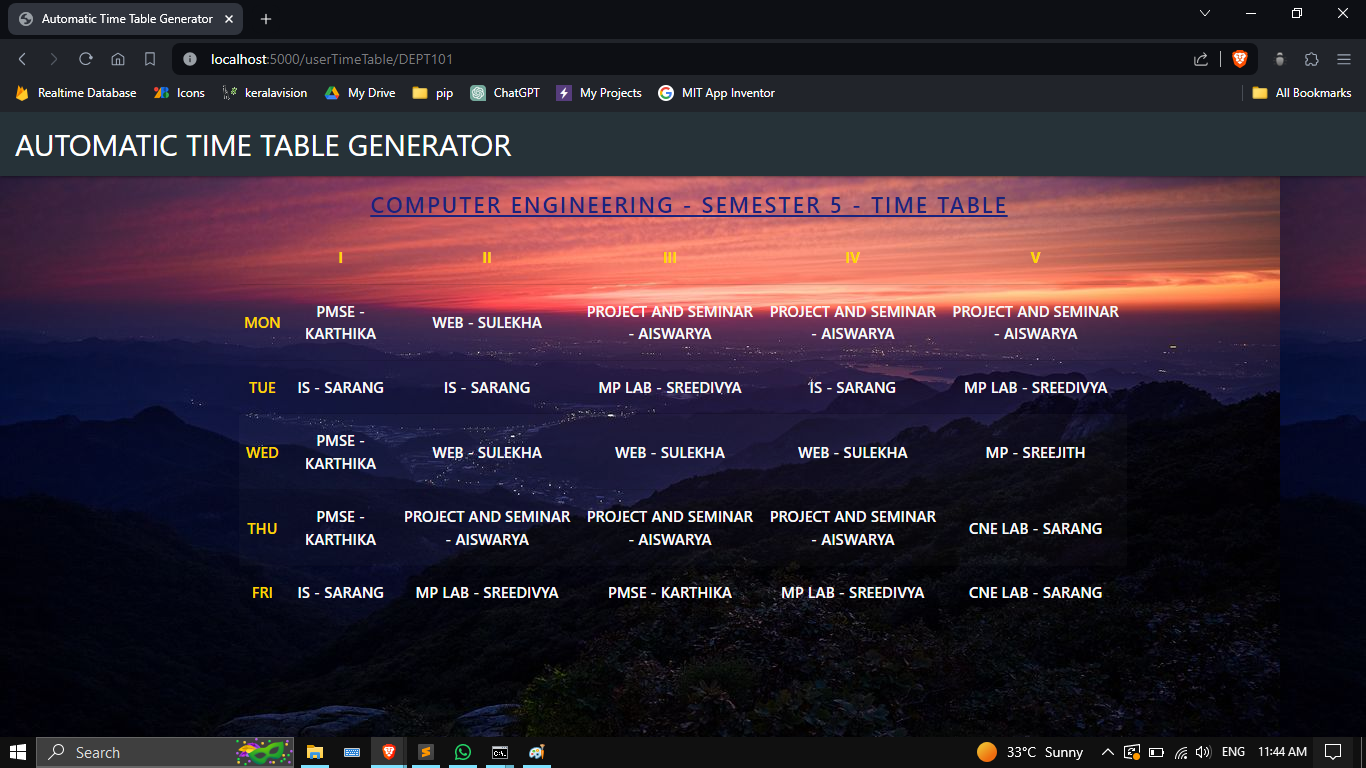 Automatic Time Table Generator
localhost:5000/userTimeTable/DEPT101
Realtime Database Icons keralavision My Drive pip ChatGPT My Projects MIT App Inventor All Bookmarks
AUTOMATIC TIME TABLE GENERATOR
COMPUTER ENGINEERING - SEMESTER 5 - TIME TABLE
I II III IV V
MON PMSE - KARTHIKA WEB - SULEKHA PROJECT AND SEMINAR - AISWARYA PROJECT AND SEMINAR - AISWARYA PROJECT AND SEMINAR - AISWARYA
TUE IS - SARANG IS - SARANG MP LAB - SREEDIVYA IS - SARANG MP LAB - SREEDIVYA
WED PMSE - KARTHIKA WEB - SULEKHA WEB - SULEKHA WEB - SULEKHA MP - SREEJITH
THU PMSE - KARTHIKA PROJECT AND SEMINAR - AISWARYA PROJECT AND SEMINAR - AISWARYA PROJECT AND SEMINAR - AISWARYA CNE LAB - SARANG
FRI IS - SARANG MP LAB - SREEDIVYA PMSE - KARTHIKA MP LAB - SREEDIVYA CNE LAB - SARANG
Search 33°C Sunny ENG 11:44 AM